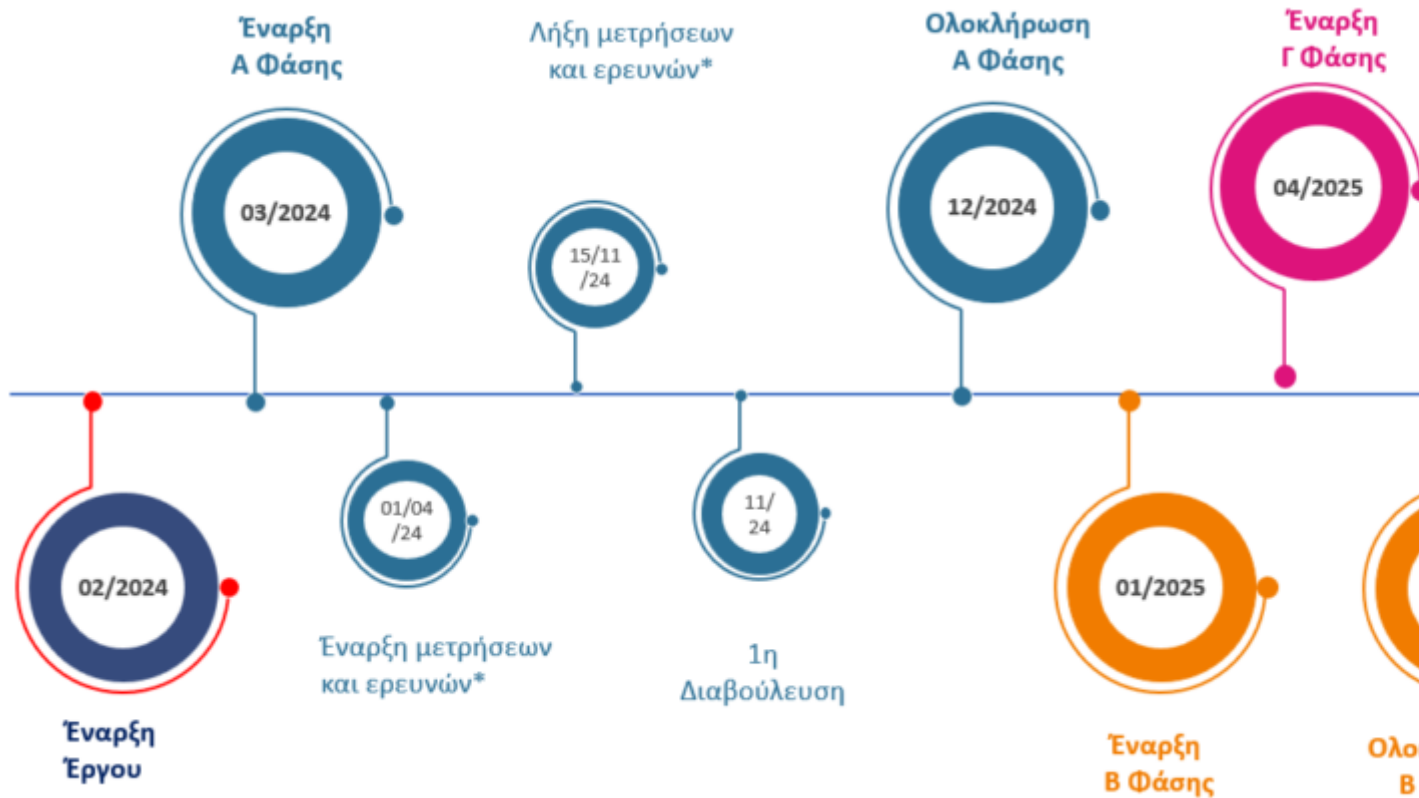 Έναρξη
Α Φάσης
03/2024
Λήξη μετρήσεων
και ερευνών*
15/11
/24
Ολοκλήρωση
Α Φάσης
12/2024
Έναρξη
Γ Φάσης
04/2025
02/2024
Έναρξη
Έργου
01/04
/24
Έναρξη μετρήσεων
και ερευνών*
11/
24
1η
Διαβούλευση
01/2025
Έναρξη
Β Φάσης
Β